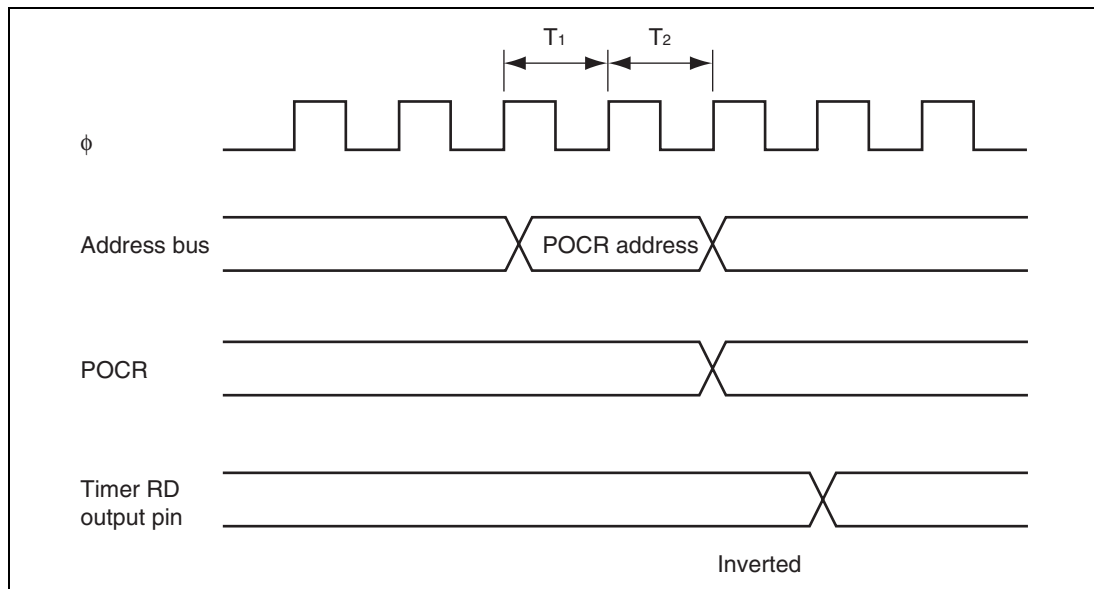 T1 T2
ϕ
Address bus POCR address
POCR
Timer RD
output pin
Inverted